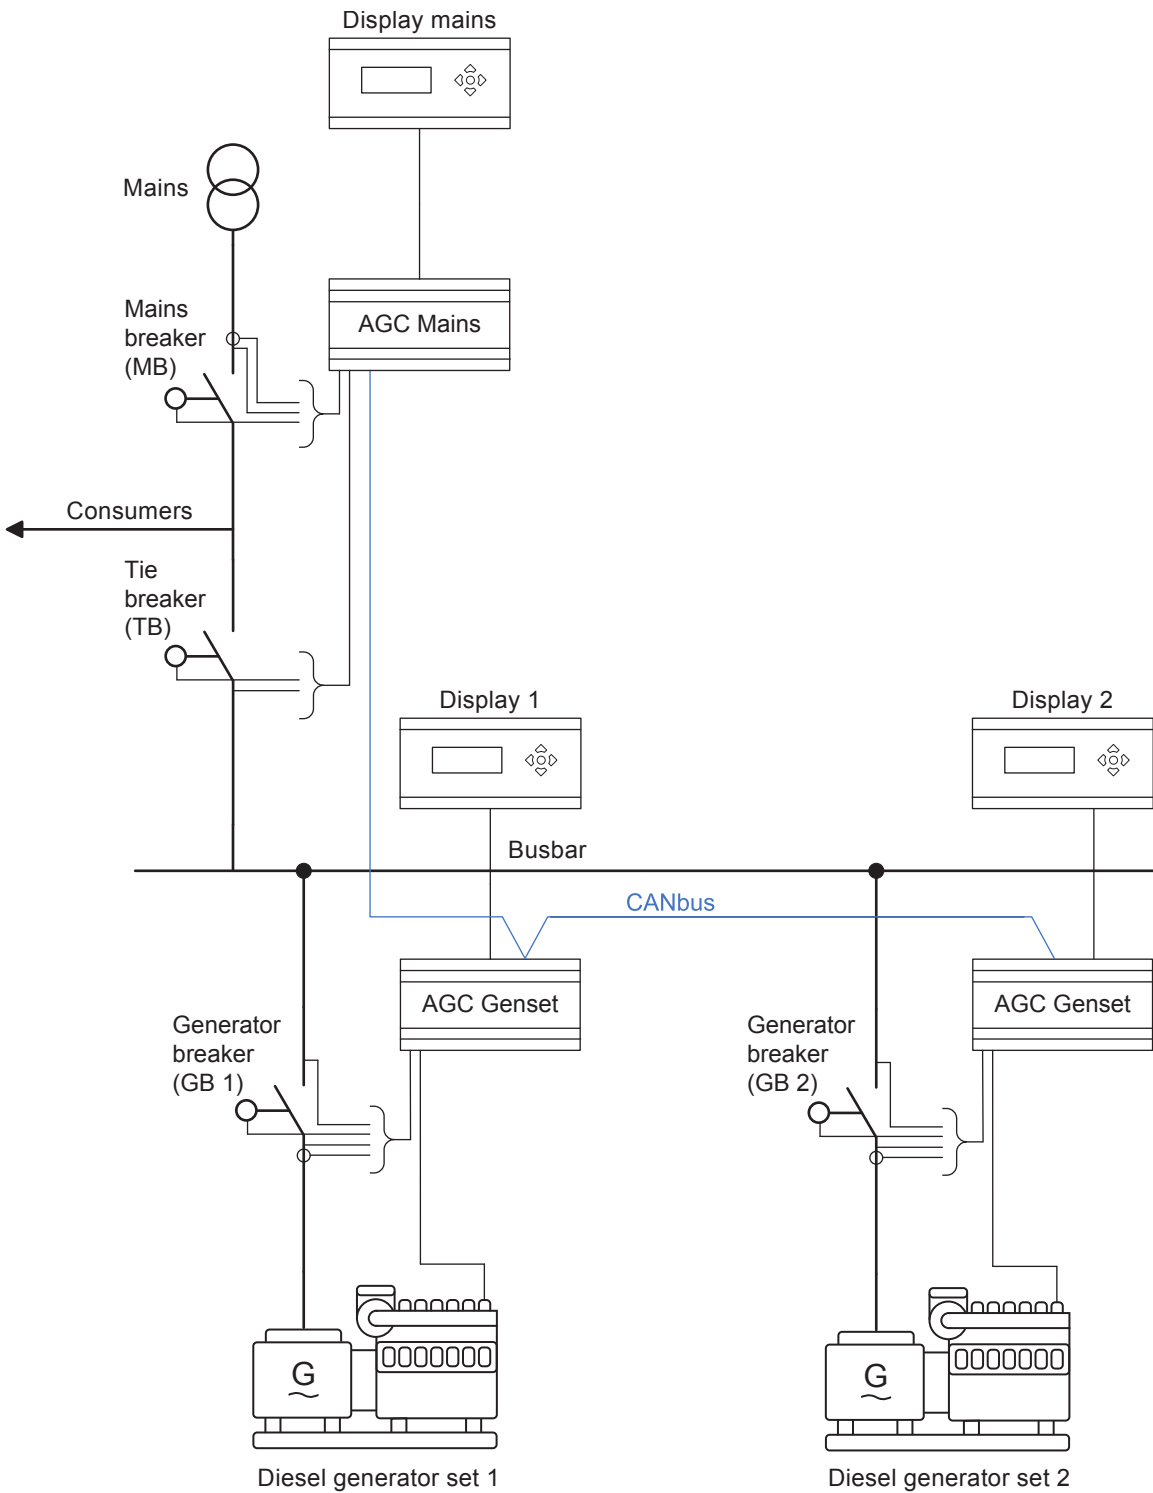 Display mains
Mains
Mains
breaker
(MB)
AGC Mains
Consumers
Tie
breaker
(TB)
Display 1
Display 2
Busbar
CANbus
AGC Genset
AGC Genset
Generator
breaker
(GB 1)
Generator
breaker
(GB 2)
G
G
Diesel generator set 1
Diesel generator set 2